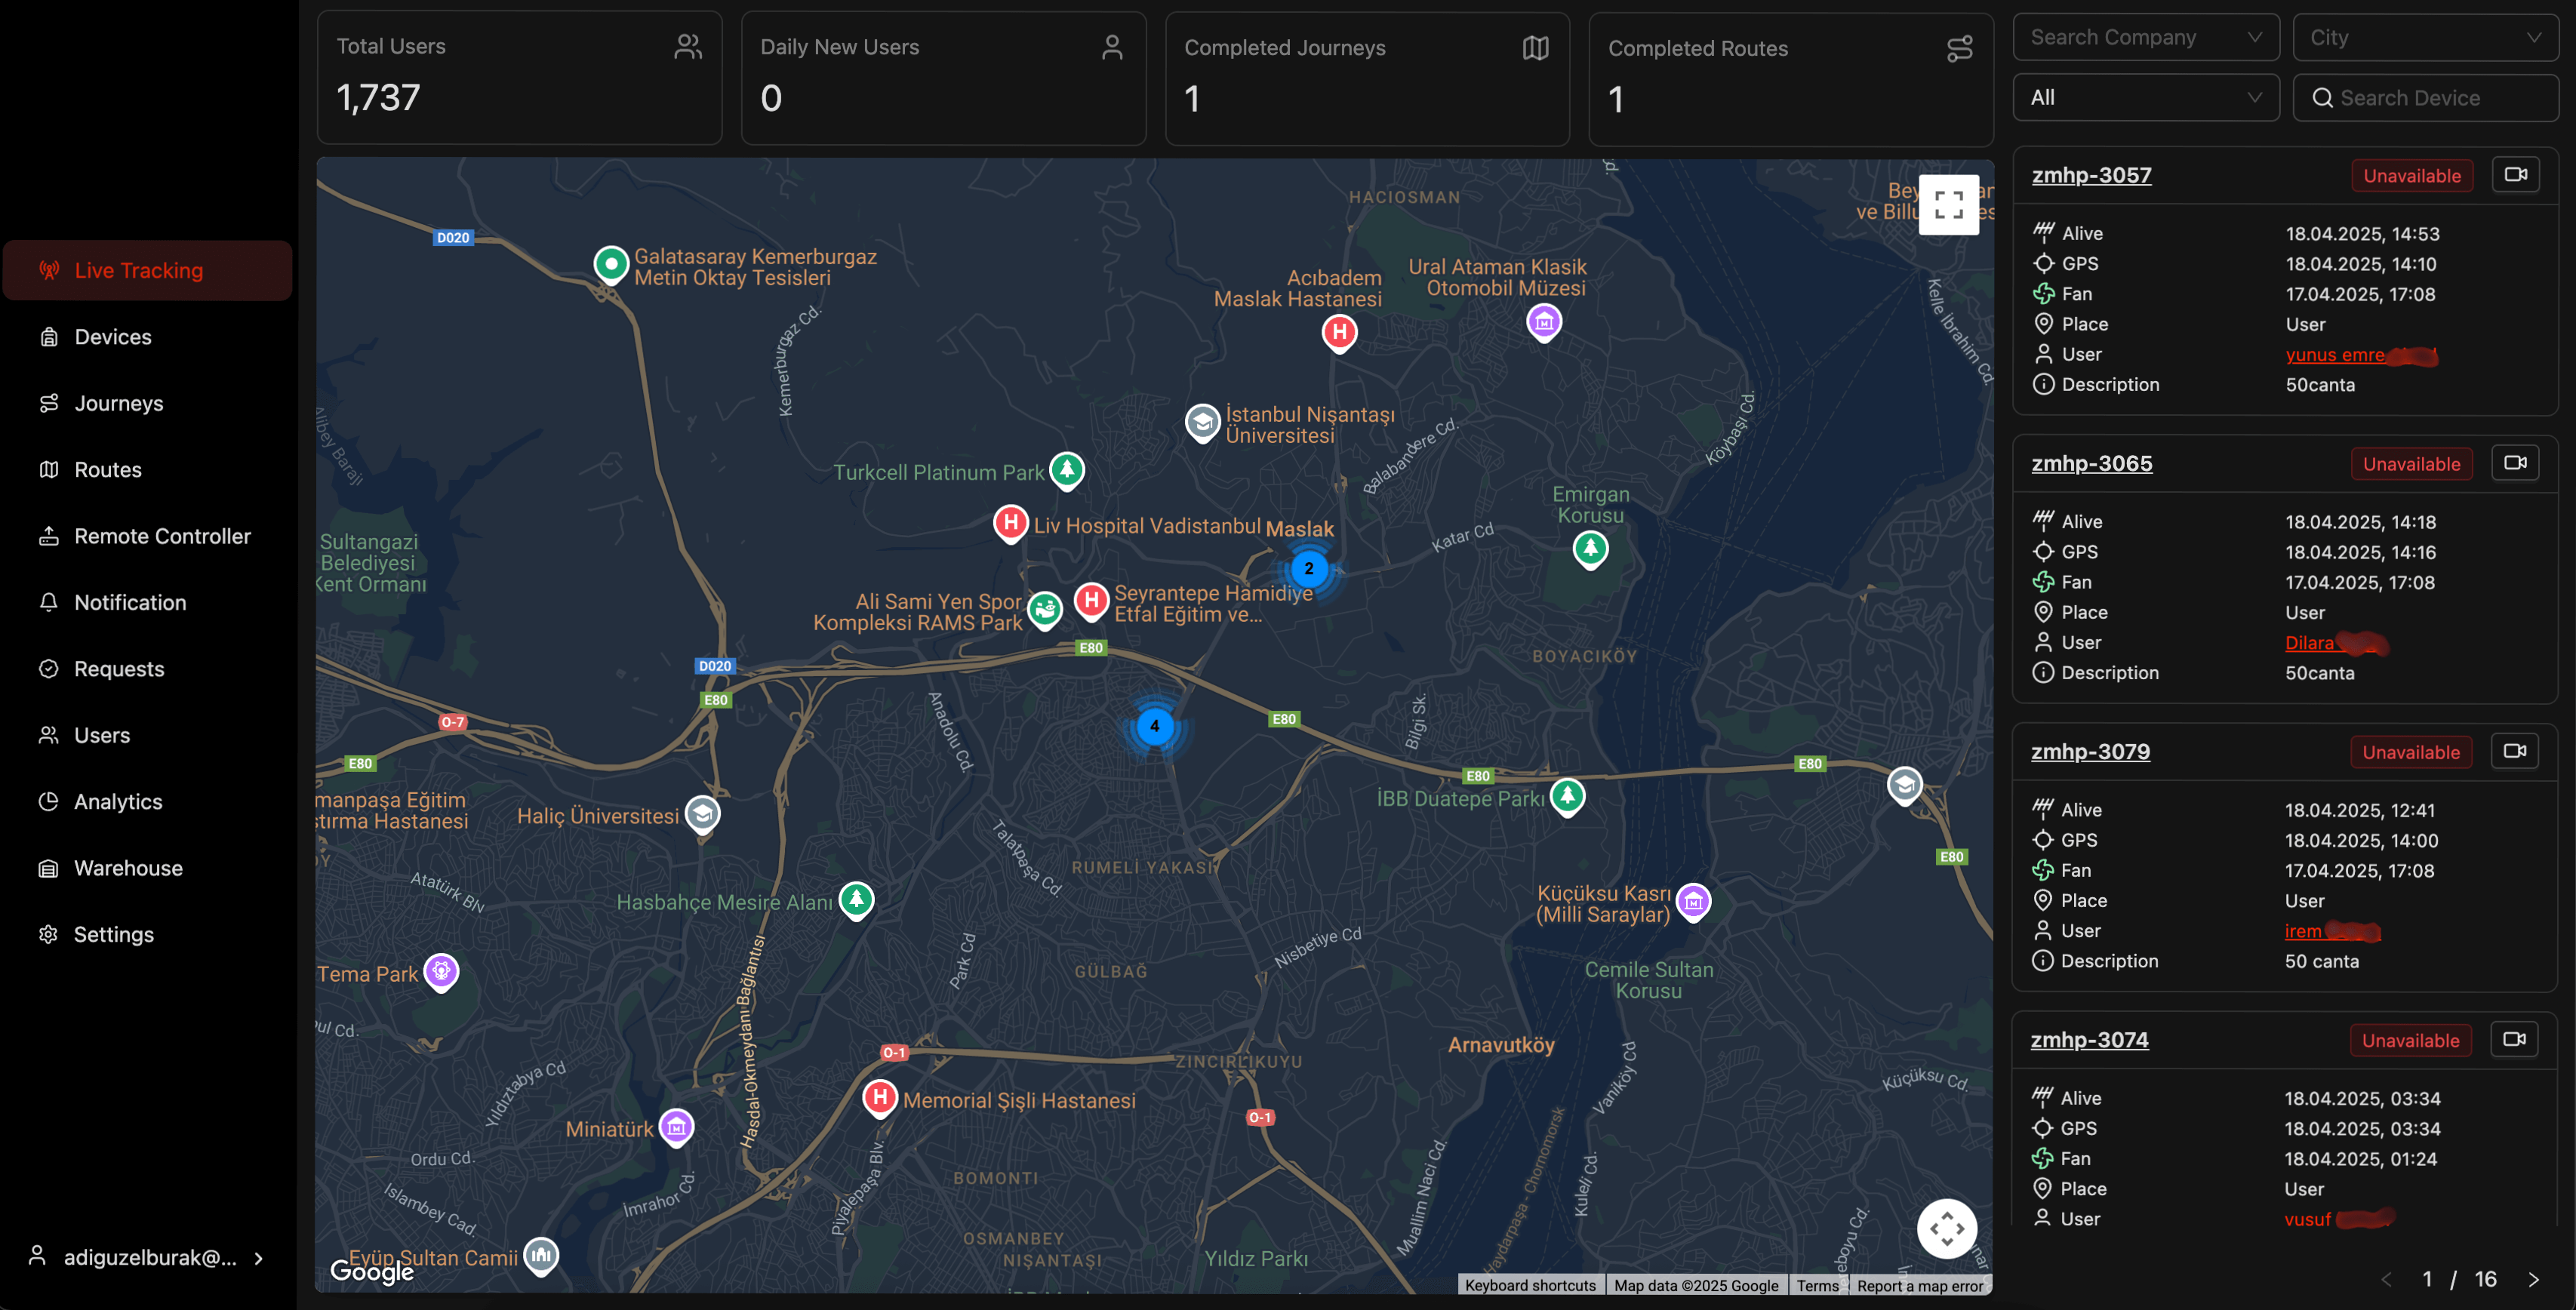 Live Tracking
Devices
Journeys
Routes
Remote Controller
Notification
Requests
Users
Analytics
Warehouse
Settings
adiguzelburak@...
Total Users
1,737
Daily New Users
0
Completed Journeys
1
Completed Routes
1
HACIOSMAN
D020
Galatasaray Kemerburgaz
Metin Oktay Tesisleri
Acıbadem
Maslak Hastanesi
Ural Ataman Klasik
Otomobil Müzesi
ve Billu
Kelle İbrahim Cd.
Kemerburgaz Cd.
Alibey Barajı
İstanbul Nişantaşı
Üniversitesi
Balabandere Cd.
Köybaşı Cd.
Turkcell Platinum Park
Emirgan
Korusu
Liv Hospital Vadistanbul
Maslak
Katar Cd
2
Sultangazi
Belediyesi
Kent Ormanı
Ali Sami Yen Spor
Kompleksi RAMS Park
Seyrantepe Hamidiye
Etfal Eğitim ve...
E80
BOYACIKÖY
D020
E80
O-7
Anadolu Cd.
4
E80
Bilgi Sk.
E80
E80
E80
manpaşa Eğitim
ştırma Hastanesi
Haliç Üniversitesi
İBB Duatepe Parkı
Talatpaşa Cd.
RUMELİ YAKASI
E80
Atatürk Blv
Hasbahçe Mesire Alanı
Küçüksu Kasrı
(Milli Saraylar)
Park Cd
Nisbetiye Cd
Tema Park
GÜLBAĞ
Cemile Sultan
Korusu
Hasdal-Okmeydanı Bağlantısı
O-1
ZINCIRLIKUYU
Arnavutköy
Vaniköy Cd
Yıldıztabya Cd
Küçüksu Cd.
Memorial Şişli Hastanesi
O-1
Miniatürk
Ordu Cd.
Piyalepaşa Blv.
BOMONTI
Muallim Naci Cd.
Haydarpaşa - Chornomorsk
Kuleli Cd.
Islambey Cad.
İmrahor Cd.
OSMANBEY
NIŞANTAŞI
Yıldız Parkı
Eyüp Sultan Camii
Google
Keyboard shortcuts
Map data ©2025 Google
Terms
Report a map error
Search Company
City
All
Search Device
zmhp-3057
Unavailable
Alive 18.04.2025, 14:53
GPS 18.04.2025, 14:10
Fan 17.04.2025, 17:08
Place User
User yunus emre
Description 50canta
zmhp-3065
Unavailable
Alive 18.04.2025, 14:18
GPS 18.04.2025, 14:16
Fan 17.04.2025, 17:08
Place User
User Dilara
Description 50canta
zmhp-3079
Unavailable
Alive 18.04.2025, 12:41
GPS 18.04.2025, 14:00
Fan 17.04.2025, 17:08
Place User
User irem
Description 50 canta
zmhp-3074
Unavailable
Alive 18.04.2025, 03:34
GPS 18.04.2025, 03:34
Fan 18.04.2025, 01:24
Place User
User yusuf
1 / 16